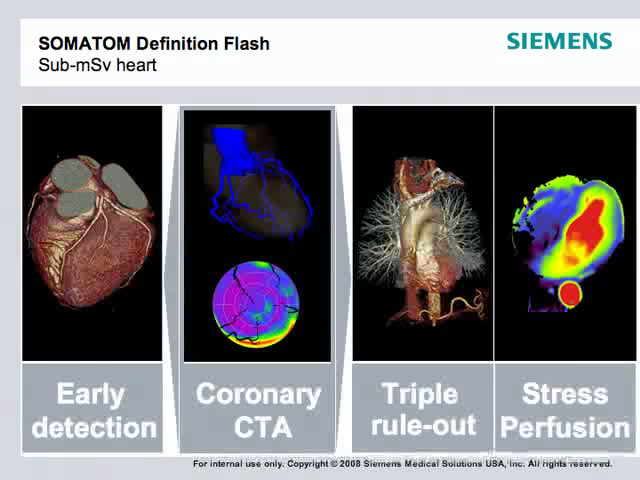 SOMATOM Definition Flash
Sub-mSv heart
SIEMENS
Early
detection
Coronary
CTA
Triple
rule-out
Stress
Perfusion
For internal use only. Copyright © 2008 Siemens Medical Solutions USA, Inc. All rights reserved.